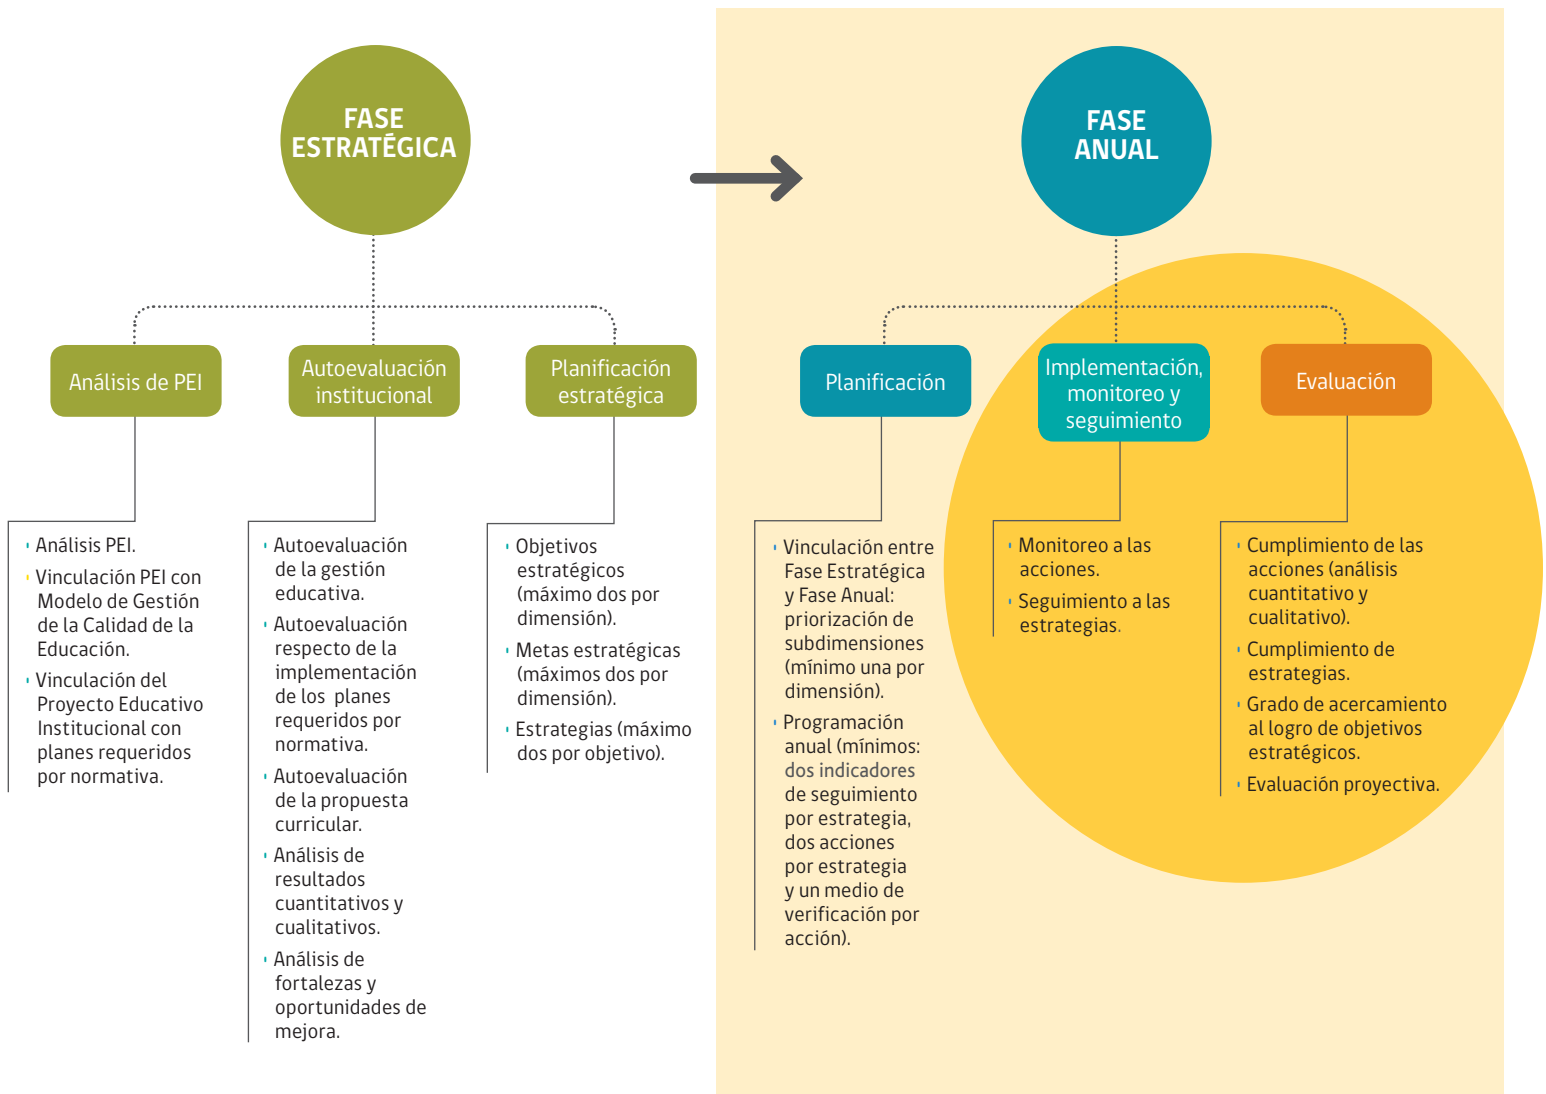 FASE
ESTRATÉGICA
Análisis de PEI
Análisis PEI.
Vinculación PEI con
Modelo de Gestión
de la Calidad de la
Educación.
Vinculación del
Proyecto Educativo
Institucional con
planes requeridos
por normativa.
Autoevaluación
institucional
Autoevaluación
de la gestión
educativa.
Autoevaluación
respecto de la
implementación
de los planes
requeridos por
normativa.
Autoevaluación
de la propuesta
curricular.
Análisis de
resultados
cuantitativos y
cualitativos.
Análisis de
fortalezas y
oportunidades de
mejora.
Planificación
estratégica
Objetivos
estratégicos
(máximo dos por
dimensión).
Metas estratégicas
(máximos dos por
dimensión).
Estrategias (máximo
dos por objetivo).
FASE
ANUAL
Planificación
Vinculación entre
Fase Estratégica
y Fase Anual:
priorización de
subdimensiones
(mínimo una por
dimensión).
Programación
anual (mínimos:
dos indicadores
de seguimiento
por estrategia,
dos acciones
por estrategia
y un medio de
verificación por
acción).
Implementación,
monitoreo y
seguimiento
Monitoreo a las
acciones.
Seguimiento a las
estrategias.
Evaluación
Cumplimiento de las
acciones (análisis
cuantitativo y
cualitativo).
Cumplimiento de
estrategias.
Grado de acercamiento
al logro de objetivos
estratégicos.
Evaluación proyectiva.